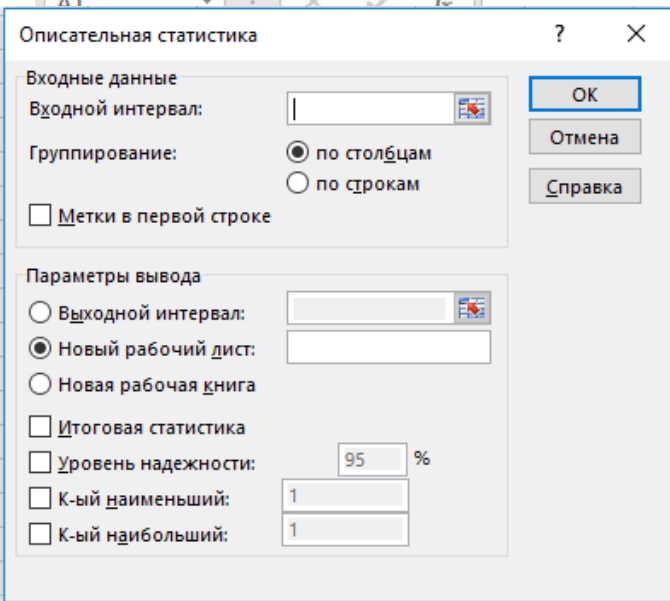 Описательная статистика ?
Входные данные
Входной интервал:
Группирование: по столбцам
по строкам
Метки в первой строке
OK
Отмена
Справка
Параметры вывода
Выходной интервал:
Новый рабочий лист:
Новая рабочая книга
Итоговая статистика
Уровень надежности: 95 %
К-ый наименьший: 1
К-ый наибольший: 1